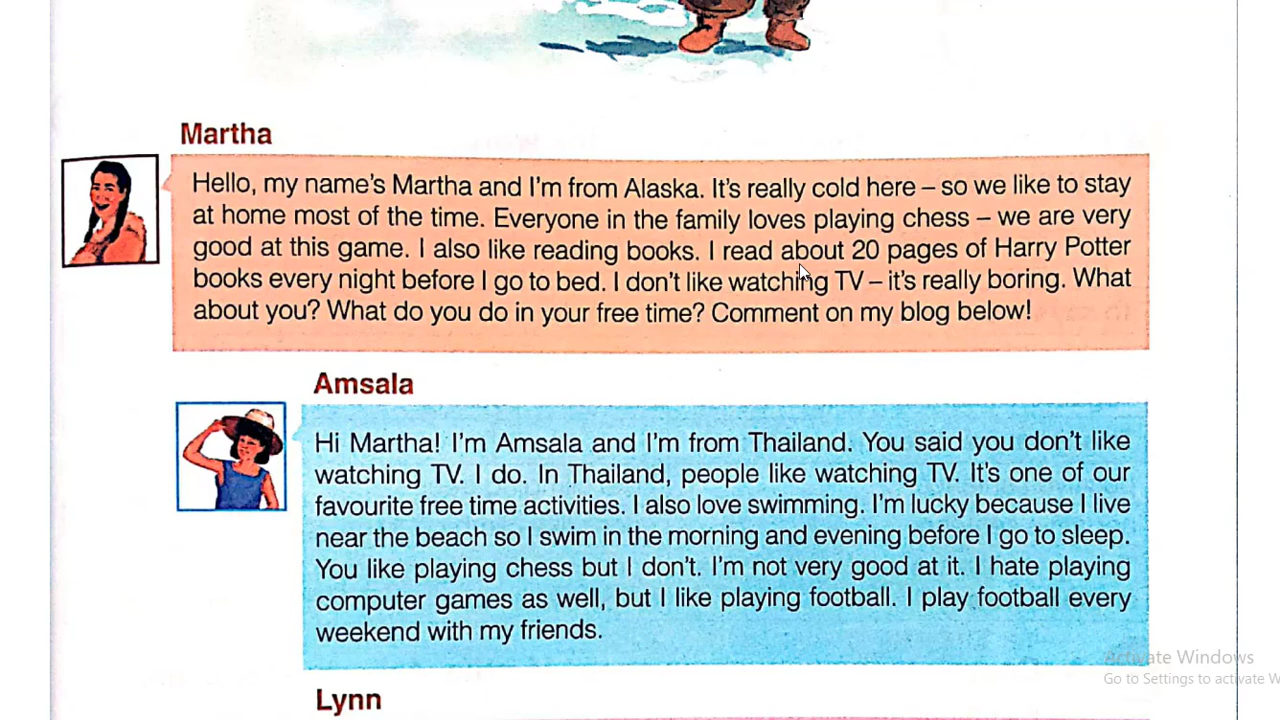 Martha
Hello, my name's Martha and I'm from Alaska. It's really cold here – so we like to stay
at home most of the time. Everyone in the family loves playing chess – we are very
good at this game. I also like reading books. I read about 20 pages of Harry Potter
books every night before I go to bed. I don't like watching TV – it's really boring. What
about you? What do you do in your free time? Comment on my blog below!
Amsala
Hi Martha! I'm Amsala and I'm from Thailand. You said you don't like
watching TV. I do. In Thailand, people like watching TV. It's one of our
favourite free time activities. I also love swimming. I'm lucky because I live
near the beach so I swim in the morning and evening before I go to sleep.
You like playing chess but I don't. I'm not very good at it. I hate playing
computer games as well, but I like playing football. I play football every
weekend with my friends.
Activate Windows
Go to Settings to activate W
Lynn